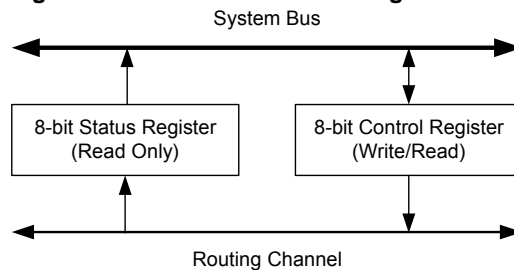 System Bus
8-bit Status Register
(Read Only)
8-bit Control Register
(Write/Read)
Routing Channel